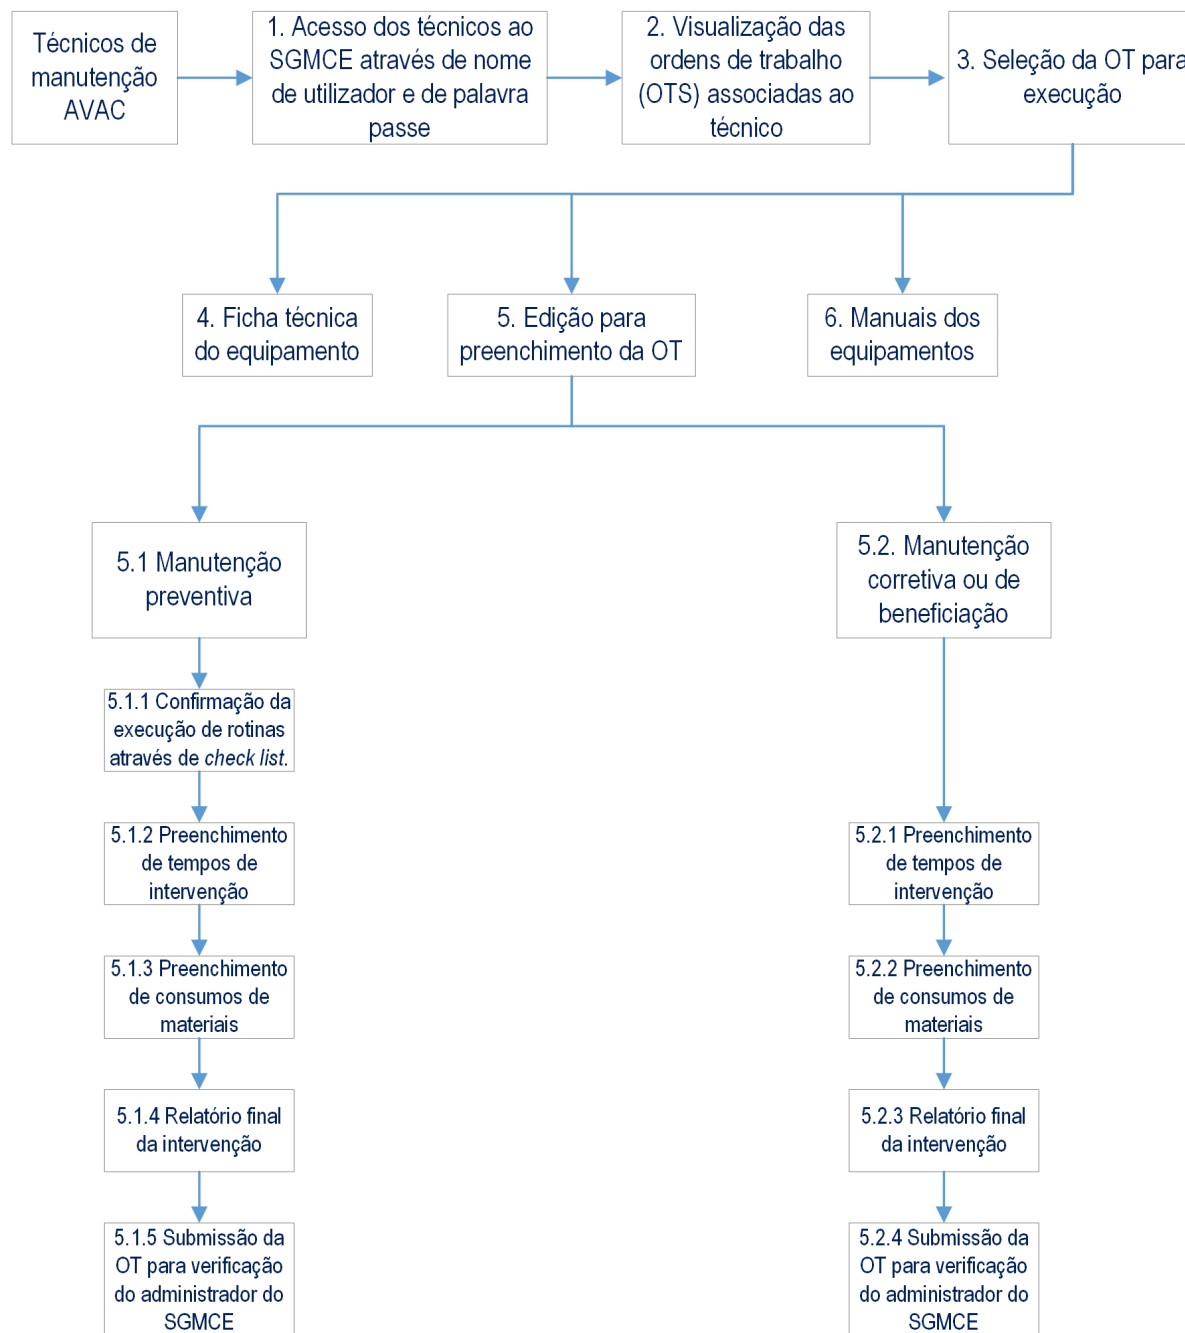 Técnicos de
manutenção
AVAC
1. Acesso dos técnicos ao
SGMCE através de nome
de utilizador e de palavra
passe
2. Visualização das
ordens de trabalho
(OTS) associadas ao
técnico
3. Seleção da OT para
execução
4. Ficha técnica
do equipamento
5. Edição para
preenchimento da OT
6. Manuais dos
equipamentos
5.1 Manutenção
preventiva
5.2. Manutenção
corretiva ou de
beneficiação
5.1.1 Confirmação da
execução de rotinas
através de check list.
5.1.2 Preenchimento
de tempos de
intervenção
5.2.1 Preenchimento
de tempos de
intervenção
5.1.3 Preenchimento
de consumos de
materiais
5.2.2 Preenchimento
de consumos de
materiais
5.1.4 Relatório final
da intervenção
5.2.3 Relatório final
da intervenção
5.1.5 Submissão da
OT para verificação
do administrador do
SGMCE
5.2.4 Submissão da
OT para verificação
do administrador do
SGMCE